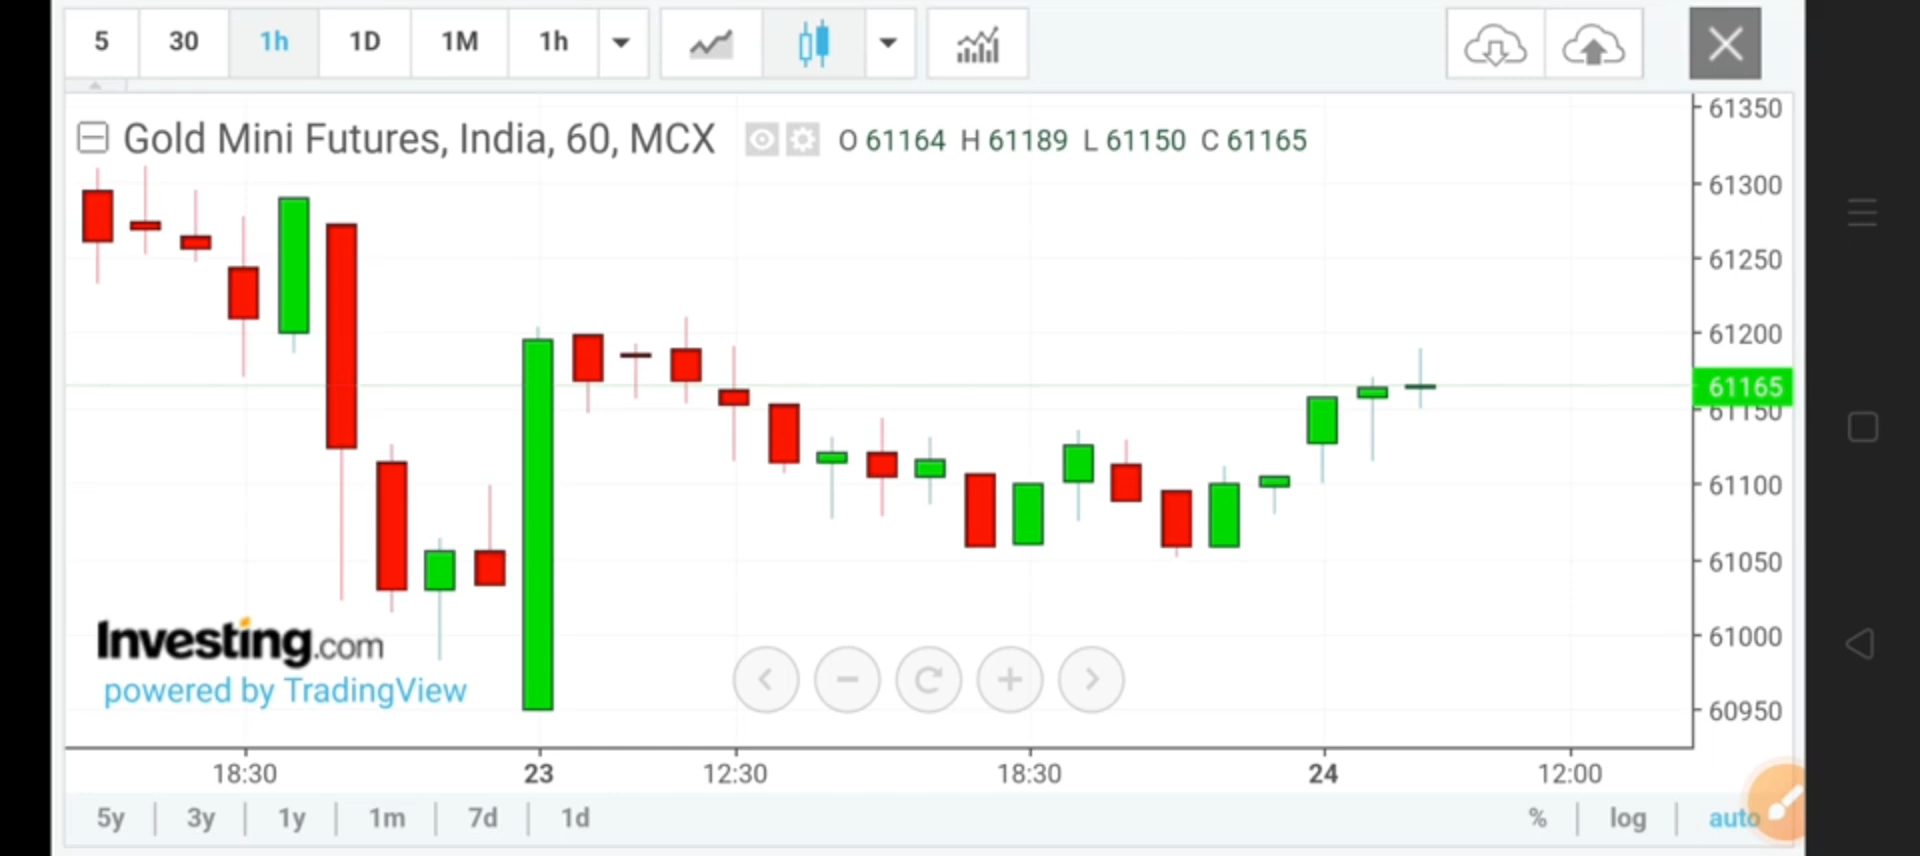 5 30 1h 1D 1M 1h
Gold Mini Futures, India, 60, MCX O 61164 H 61189 L 61150 C 61165
61350
61300
61250
61200
61165
61150
61100
61050
61000
60950
Investing.com
powered by TradingView
18:30 23 12:30 18:30 24 12:00
5y 3y 1y 1m 7d 1d % log auto